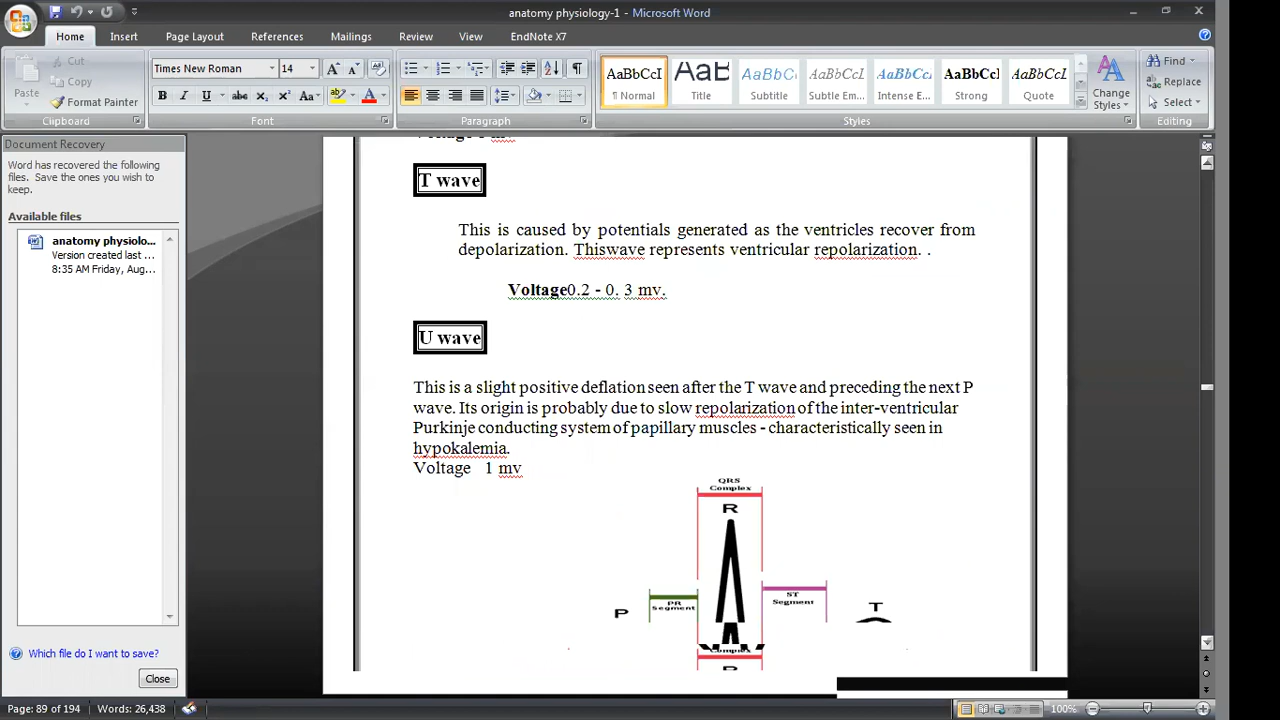 anatomy physiology-1 - Microsoft Word
Home Insert Page Layout References Mailings Review View EndNote X7
Cut
Copy
Format Painter
Paste
Clipboard
Times New Roman 14
Font
Paragraph
AaBbCcI AaB AaBbCc AaBbCcI AaBbCcI AaBbCcI AaBbCcI
¶ Normal Title Subtitle Subtle Em... Intense E... Strong Quote
Change Styles
Styles
Find
Replace
Select
Editing
Document Recovery
Word has recovered the following
files. Save the ones you wish to
keep.
Available files
anatomy physiolo...
Version created last ...
8:35 AM Friday, Aug...
Which file do I want to save?
Close
T wave
This is caused by potentials generated as the ventricles recover from
depolarization. Thiswave represents ventricular repolarization. .
Voltage0.2 - 0. 3 mv.
U wave
This is a slight positive deflation seen after the T wave and preceding the next P
wave. Its origin is probably due to slow repolarization of the inter-ventricular
Purkinje conducting system of papillary muscles - characteristically seen in
hypokalemia.
Voltage 1 mv
QRS
Complex
R
PR
Segment
ST
Segment
P
T
Complex
Page: 89 of 194 Words: 26,438
100%